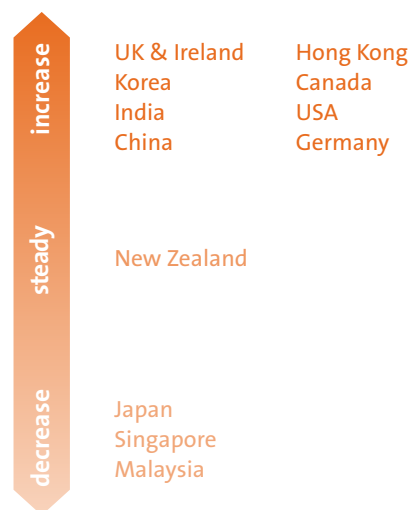 increase
UK & Ireland
Korea
India
China
Hong Kong
Canada
USA
Germany
steady
New Zealand
decrease
Japan
Singapore
Malaysia